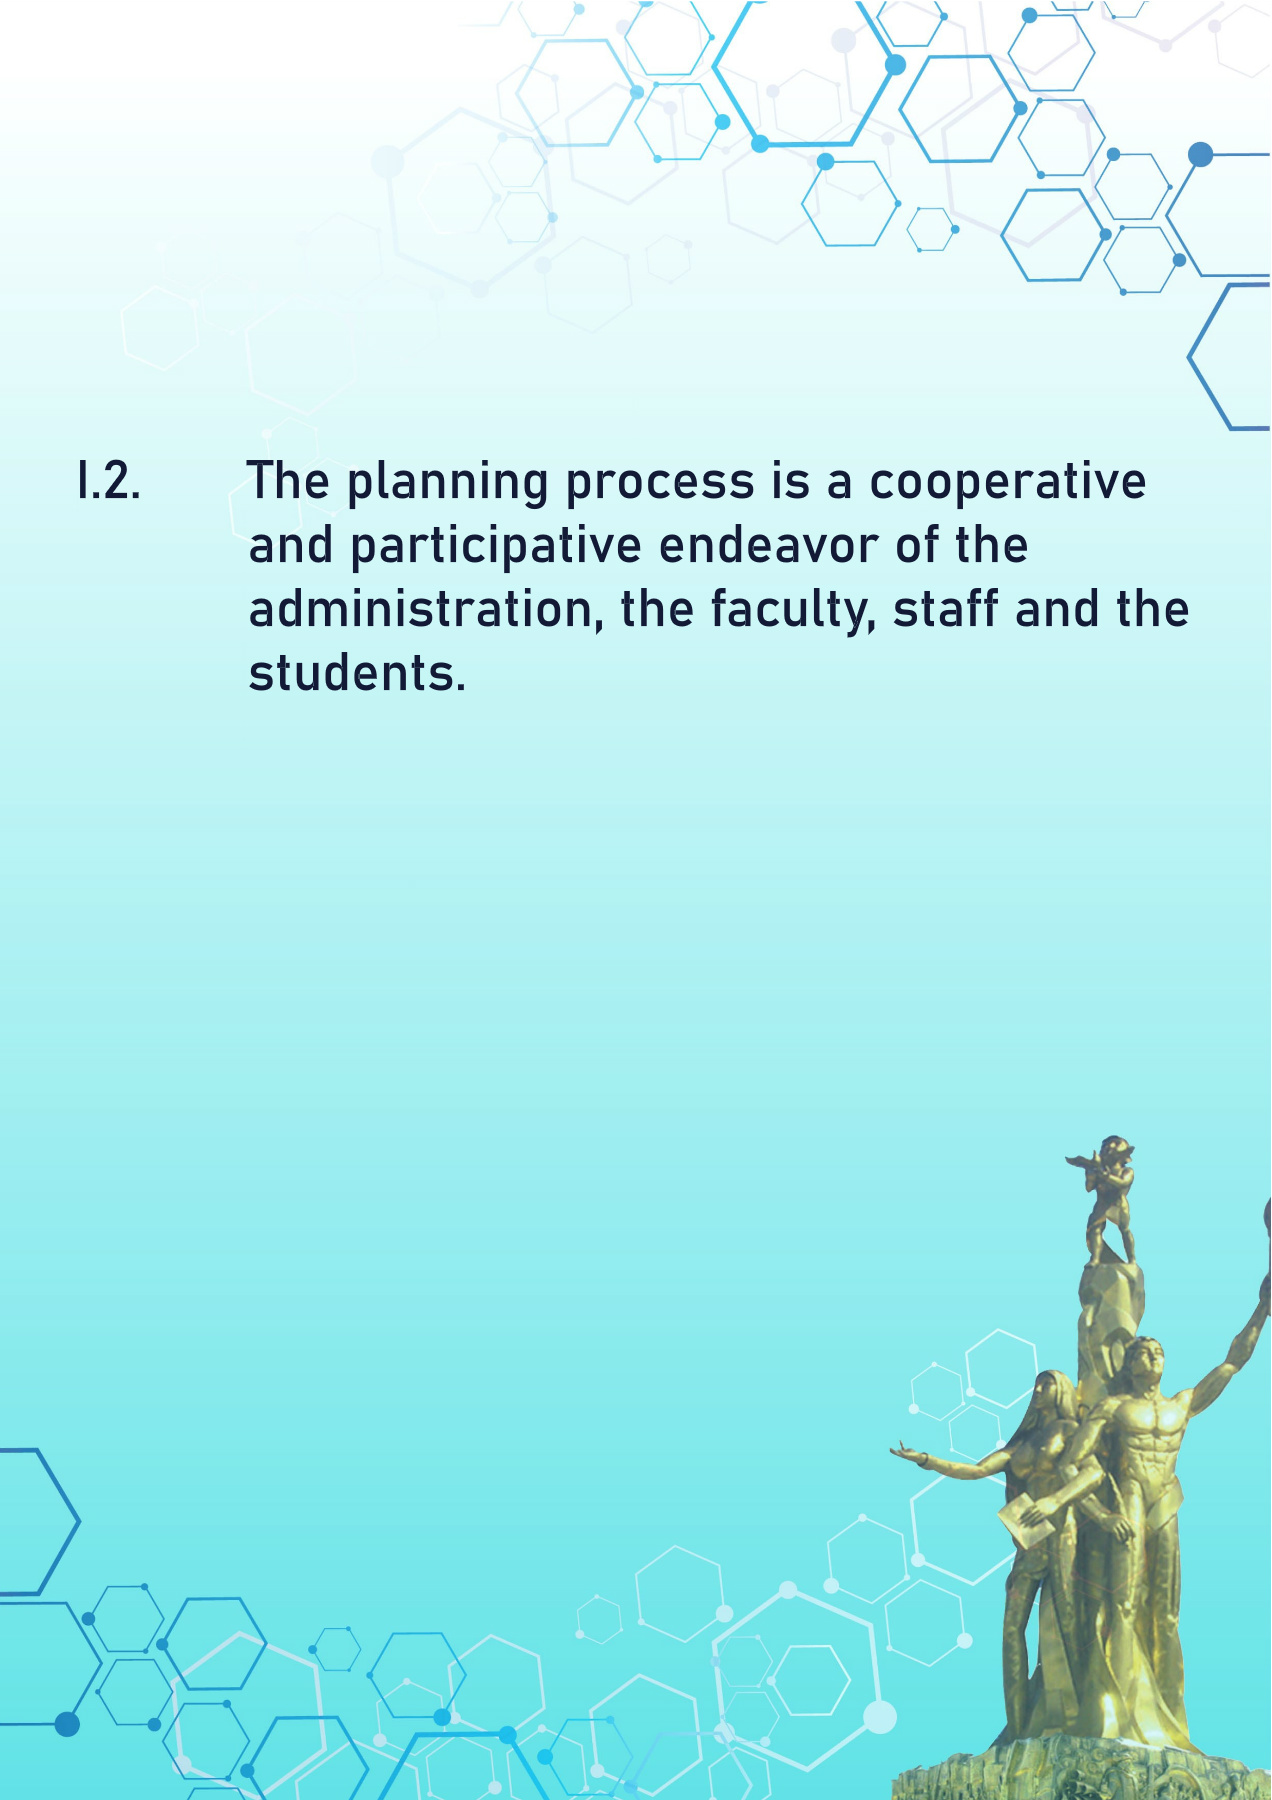 I.2. The planning process is a cooperative
and participative endeavor of the
administration, the faculty, staff and the
students.